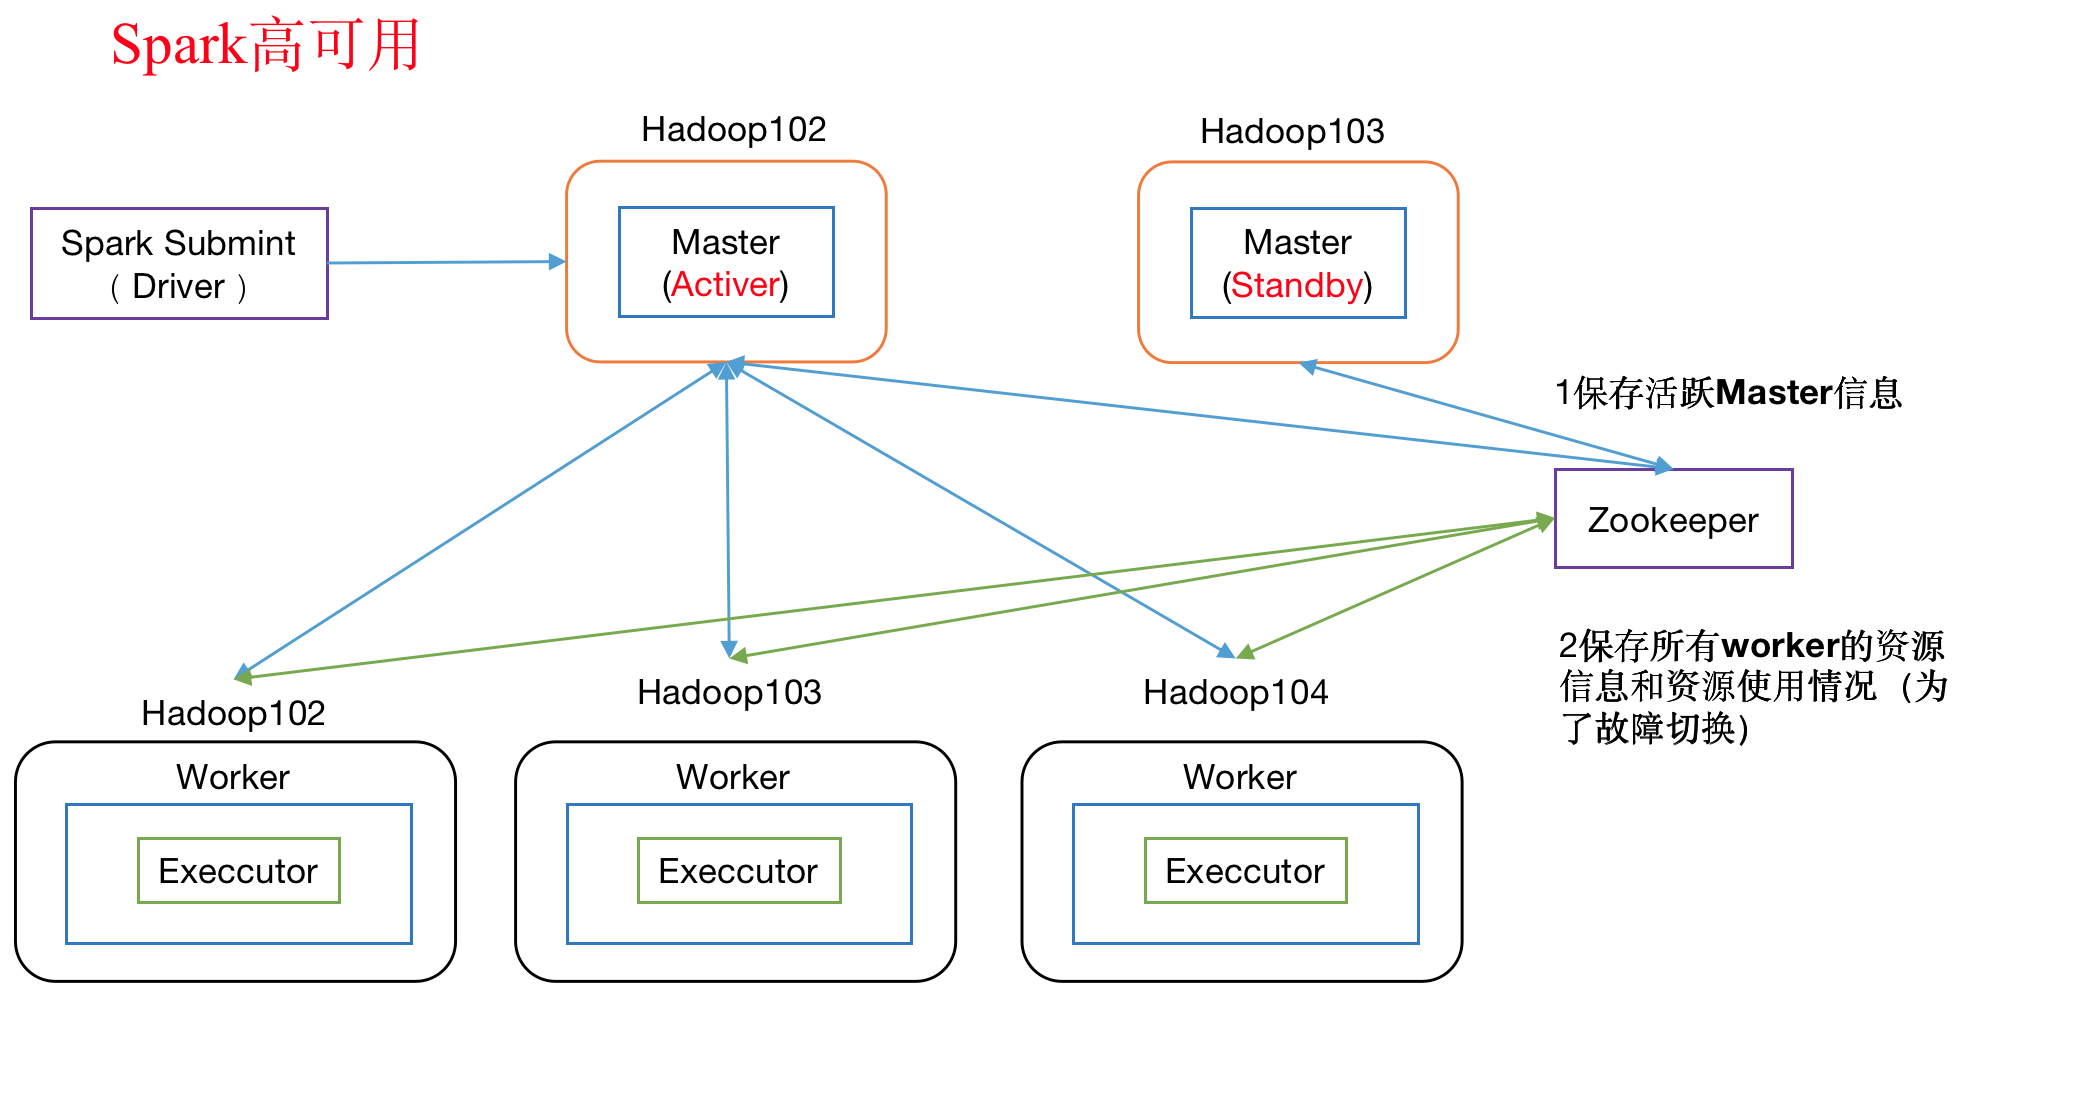 Spark高可用
Hadoop102
Hadoop103
Spark Submint
（ Driver ）
Master
(Activer)
Master
(Standby)
1保存活跃Master信息
Zookeeper
2保存所有worker的资源
信息和资源使用情况（为
了故障切换）
Hadoop102
Hadoop103
Hadoop104
Worker
Worker
Worker
Execcutor
Execcutor
Execcutor